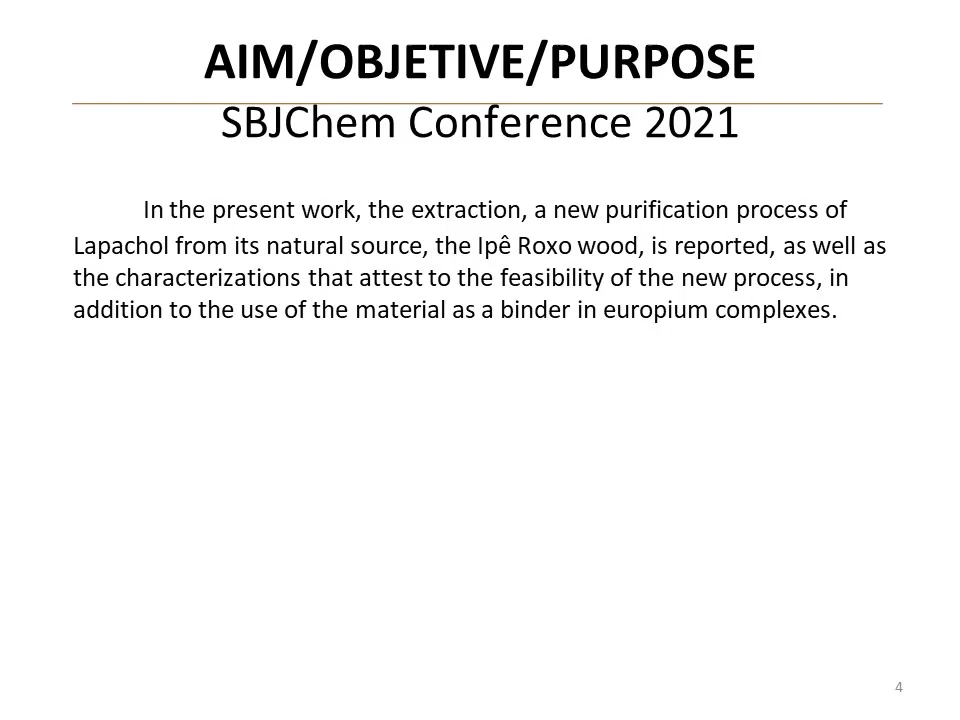 AIM/OBJETIVE/PURPOSE
SBJChem Conference 2021
In the present work, the extraction, a new purification process of
Lapachol from its natural source, the Ipê Roxo wood, is reported, as well as
the characterizations that attest to the feasibility of the new process, in
addition to the use of the material as a binder in europium complexes.
4